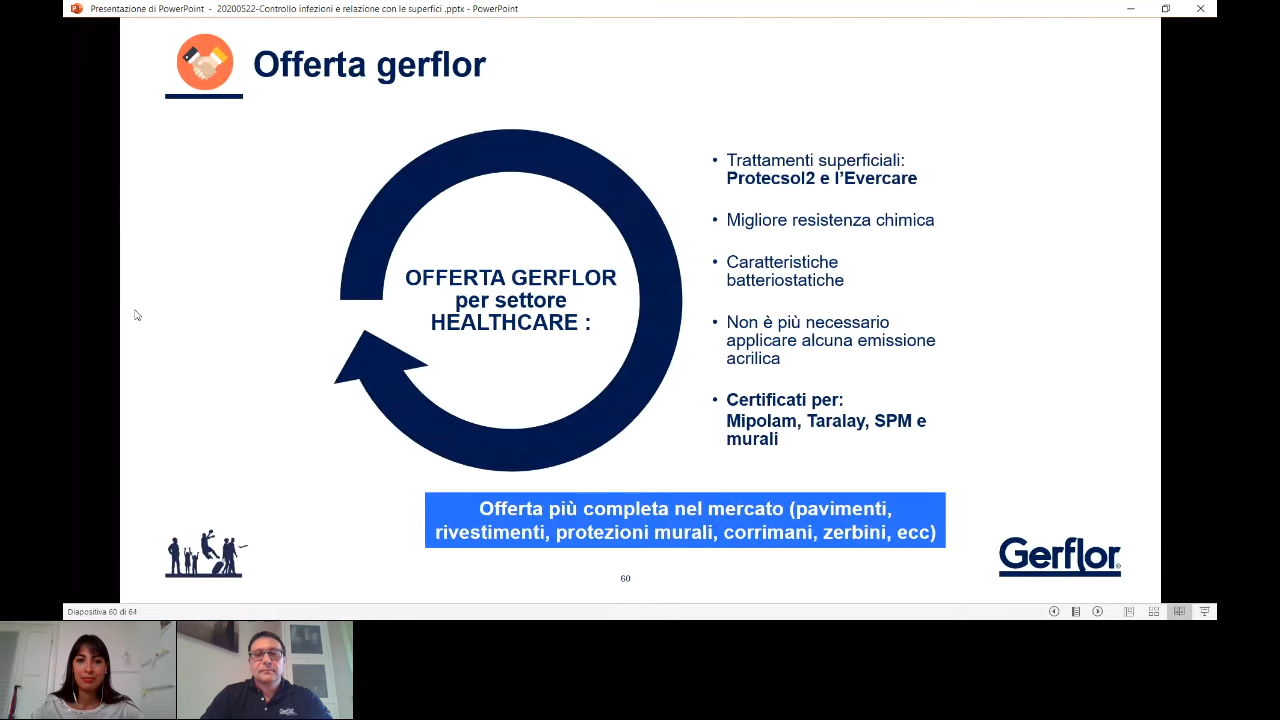 Presentazione di PowerPoint - 20200522-Controllo infezioni e relazione con le superfici .pptx - PowerPoint
Offerta gerflor
OFFERTA GERFLOR
per settore
HEALTHCARE :
• Trattamenti superficiali:
Protecsol2 e l’Evercare
• Migliore resistenza chimica
• Caratteristiche
batteriostatiche
• Non è più necessario
applicare alcuna emissione
acrilica
• Certificati per:
Mipolam, Taralay, SPM e
murali
Offerta più completa nel mercato (pavimenti,
rivestimenti, protezioni murali, corrimani, zerbini, ecc)
Gerflor®
60
Diapositiva 60 di 64
Gerflor